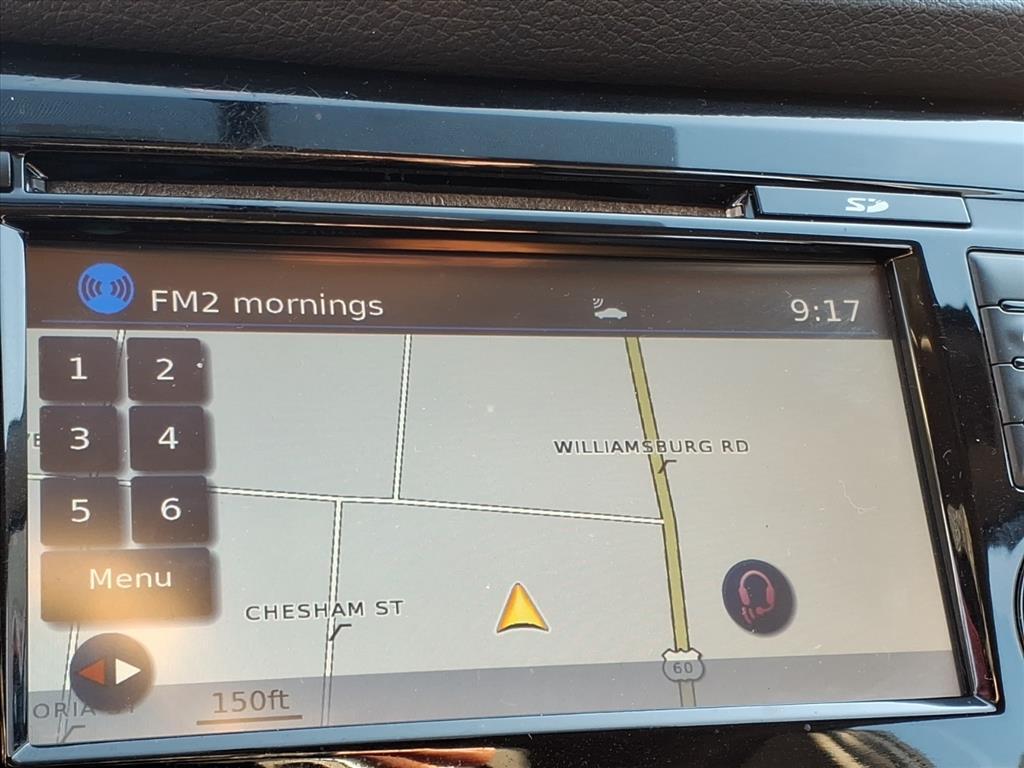 SD
FM2 mornings
9:17
1 2
3 4
5 6
Menu
WILLIAMSBURG RD
CHESHAM ST
60
150ft